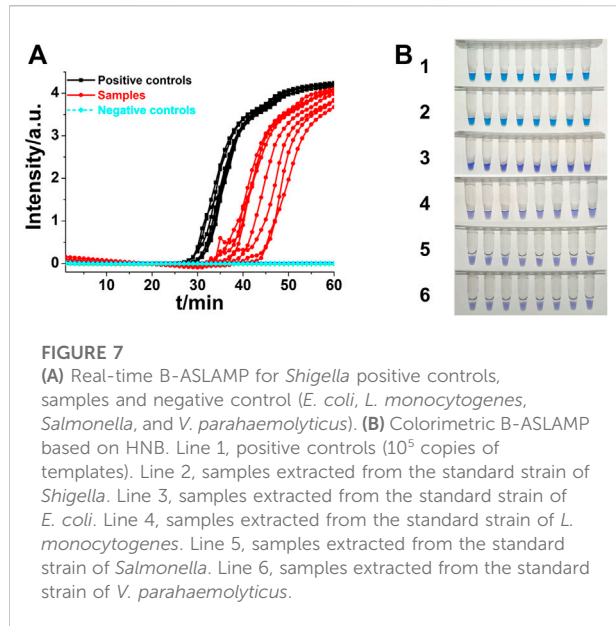 A
Positive controls
Samples
Negative controls
Intensity/a.u.
4
3
2
1
0
0 10 20 30 40 50 60
t/min
B
1
2
3
4
5
6
FIGURE 7
(A) Real-time B-ASLAMP for Shigella positive controls,
samples and negative control (E. coli, L. monocytogenes,
Salmonella, and V. parahaemolyticus). (B) Colorimetric B-ASLAMP
based on HNB. Line 1, positive controls (10⁵ copies of
templates). Line 2, samples extracted from the standard strain of
Shigella. Line 3, samples extracted from the standard strain of
E. coli. Line 4, samples extracted from the standard strain of L.
monocytogenes. Line 5, samples extracted from the standard
strain of Salmonella. Line 6, samples extracted from the standard
strain of V. parahaemolyticus.